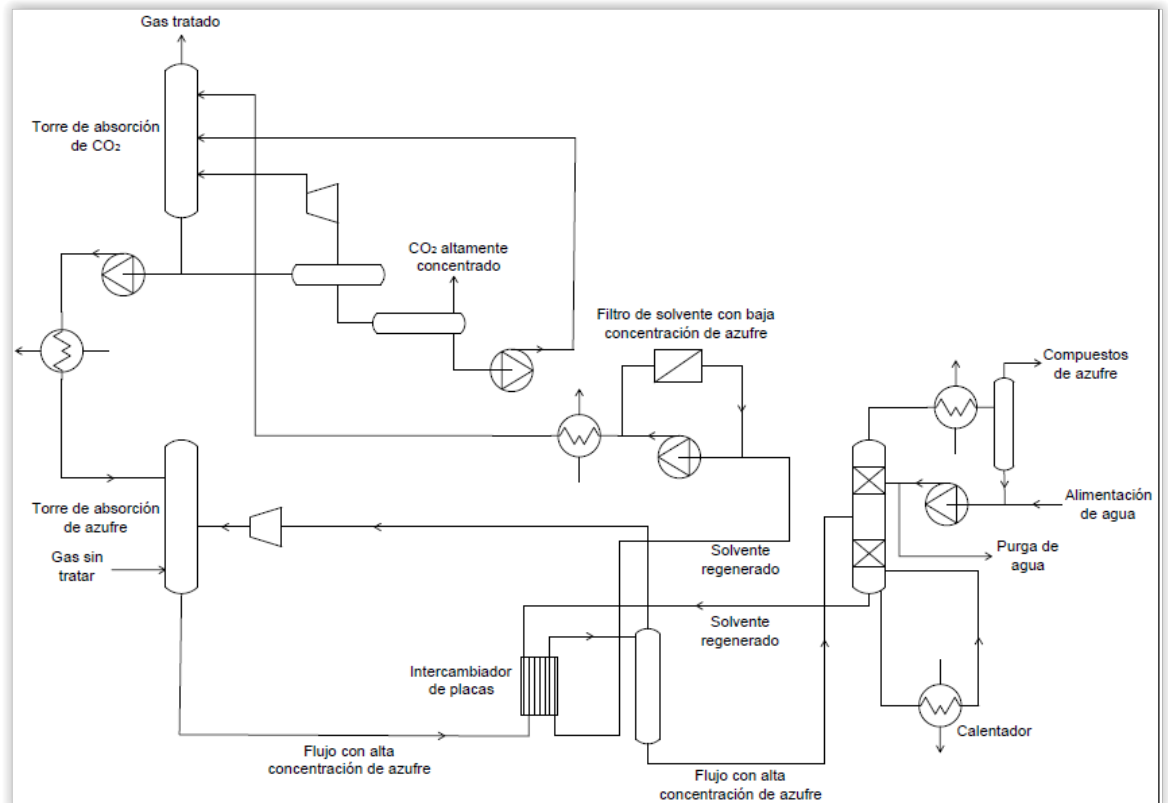 Gas tratado
Torre de absorción
de CO₂
CO₂ altamente
concentrado
Filtro de solvente con baja
concentración de azufre
Compuestos
de azufre
Torre de absorción
de azufre
Gas sin
tratar
Alimentación
de agua
Purga de
agua
Solvente
regenerado
Solvente
regenerado
Intercambiador
de placas
Calentador
Flujo con alta
concentración de azufre
Flujo con alta
concentración de azufre